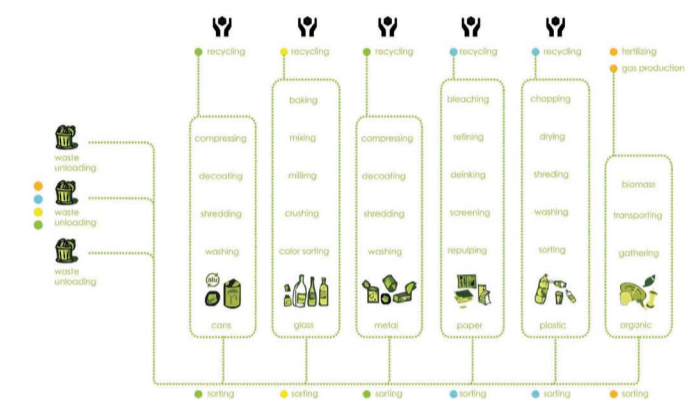 recycling
recycling
recycling
recycling
recycling
fertilizing
gas production
baking
bleaching
chopping
compressing
mixing
compressing
refining
drying
waste
unloading
decoating
milling
decoating
deinking
shreding
biomass
waste
unloading
shredding
crushing
shredding
screening
washing
transporting
washing
color sorting
washing
repulping
sorting
gathering
waste
unloading
alu
cans
glass
metal
paper
plastic
organic
sorting
sorting
sorting
sorting
sorting
sorting